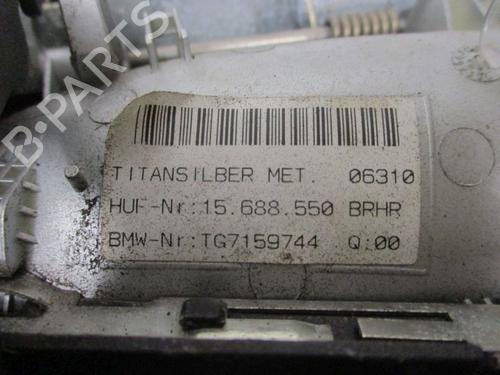 B-PARTS
TITANSILBER MET. 06310
HUF-Nr:15.688.550 BRHR
BMW-Nr:TG7159744 Q:00